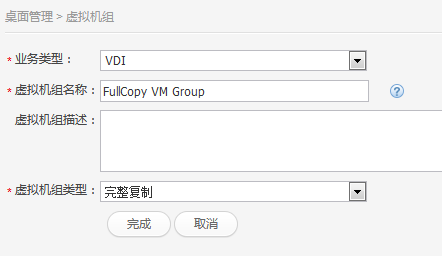 桌面管理 > 虚拟机组
* 业务类型： VDI
* 虚拟机组名称： FullCopy VM Group ?
虚拟机组描述：
* 虚拟机组类型： 完整复制
完成 取消